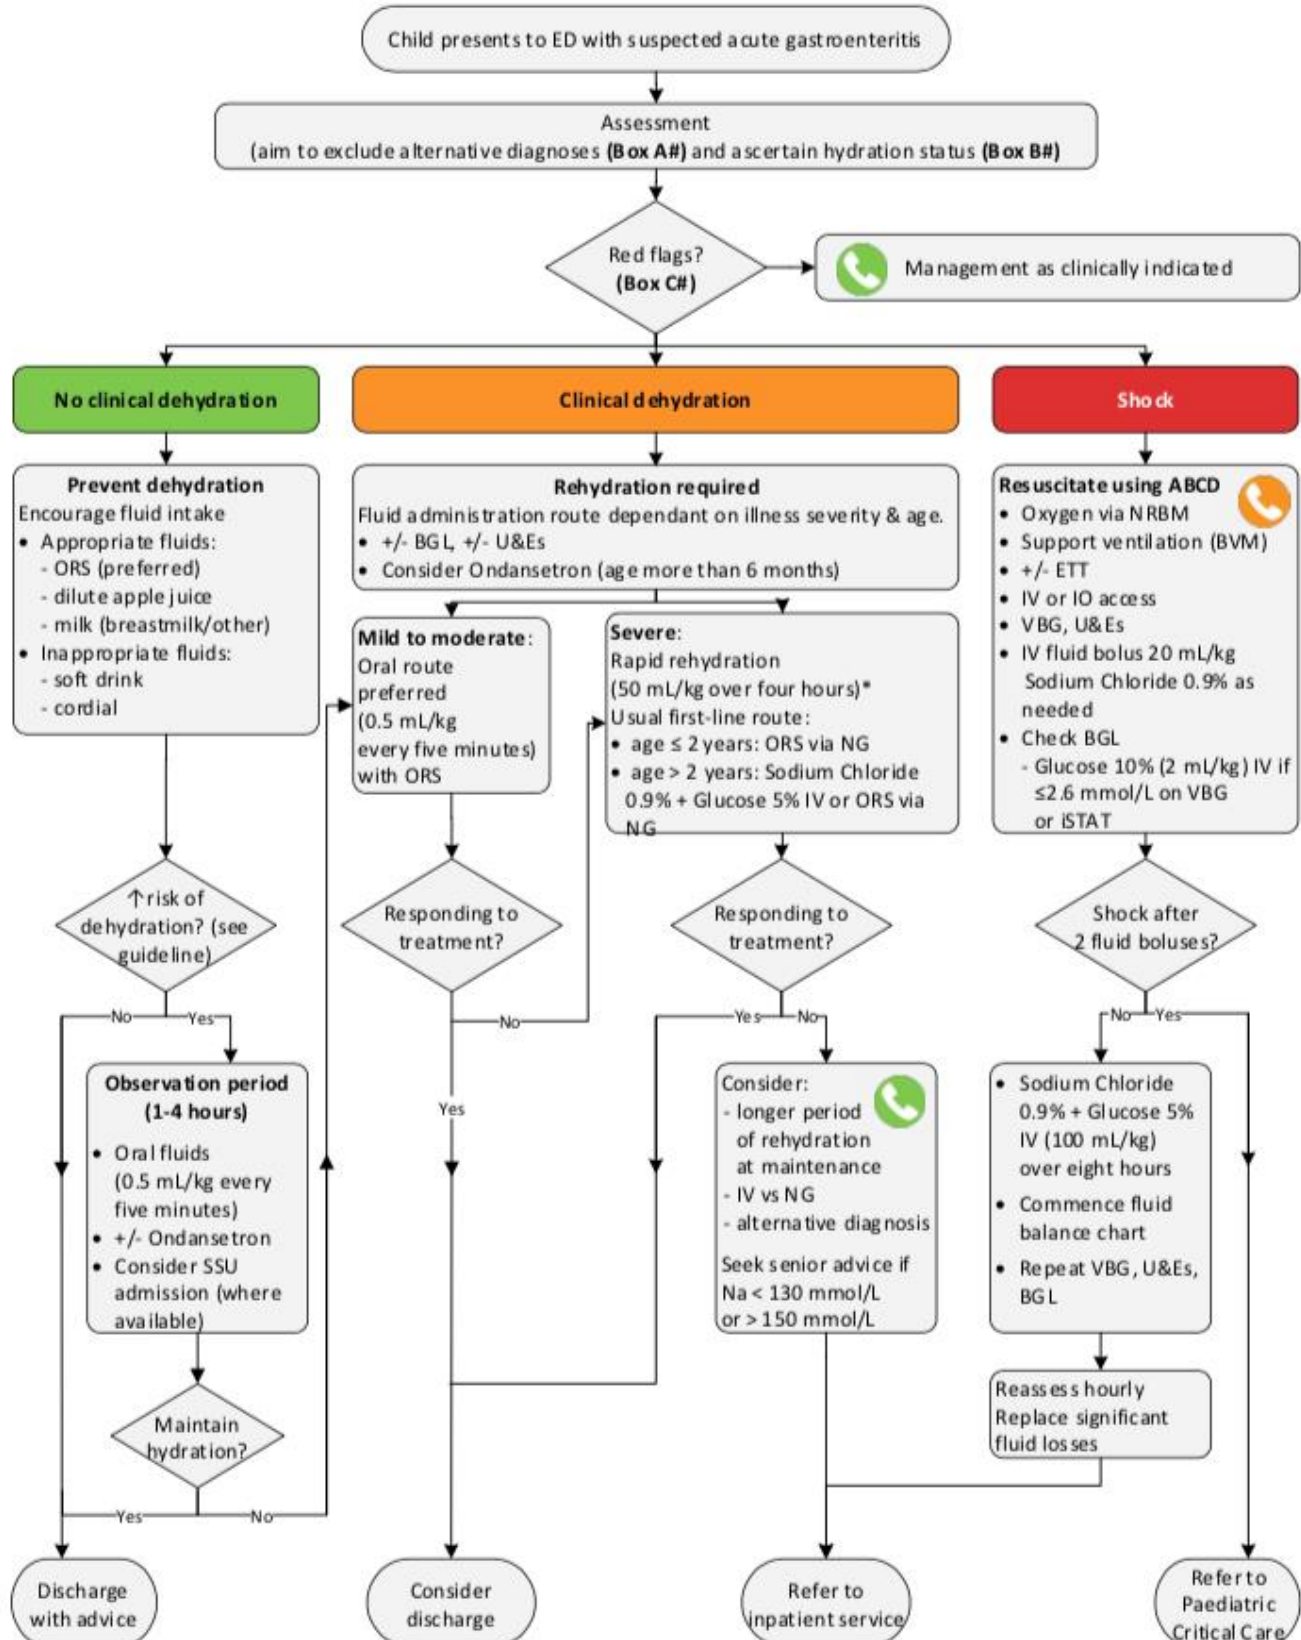 Child presents to ED with suspected acute gastroenteritis
Assessment
(aim to exclude alternative diagnoses (Box A#) and ascertain hydration status (Box B#)
Red flags?
(Box C#)
Management as clinically indicated
No clinical dehydration
Clinical dehydration
Shock
Prevent dehydration
Encourage fluid intake
• Appropriate fluids:
- ORS (preferred)
- dilute apple juice
- milk (breastmilk/other)
• Inappropriate fluids:
- soft drink
- cordial
Rehydration required
Fluid administration route dependant on illness severity & age.
• +/- BGL, +/- U&Es
• Consider Ondansetron (age more than 6 months)
Mild to moderate:
Oral route
preferred
(0.5 mL/kg
every five minutes)
with ORS
Severe:
Rapid rehydration
(50 mL/kg over four hours)*
Usual first-line route:
• age ≤ 2 years: ORS via NG
• age > 2 years: Sodium Chloride
0.9% + Glucose 5% IV or ORS via
NG
Resuscitate using ABCD
• Oxygen via NRBM
• Support ventilation (BVM)
• +/- ETT
• IV or IO access
• VBG, U&Es
• IV fluid bolus 20 mL/kg
Sodium Chloride 0.9% as
needed
• Check BGL
- Glucose 10% (2 mL/kg) IV if
≤2.6 mmol/L on VBG
or iSTAT
↑risk of
dehydration? (see
guideline)
Responding to
treatment?
Responding to
treatment?
Shock after
2 fluid boluses?
No
Yes
No
Yes
Yes
No
No
Yes
Observation period
(1-4 hours)
• Oral fluids
(0.5 mL/kg every
five minutes)
• +/- Ondansetron
• Consider SSU
admission (where
available)
Consider:
- longer period
of rehydration
at maintenance
- IV vs NG
- alternative diagnosis
Seek senior advice if
Na < 130 mmol/L
or > 150 mmol/L
• Sodium Chloride
0.9% + Glucose 5%
IV (100 mL/kg)
over eight hours
• Commence fluid
balance chart
• Repeat VBG, U&Es,
BGL
Reassess hourly
Replace significant
fluid losses
Maintain
hydration?
Yes
No
Discharge
with advice
Consider
discharge
Refer to
inpatient service
Refer to
Paediatric
Critical Care